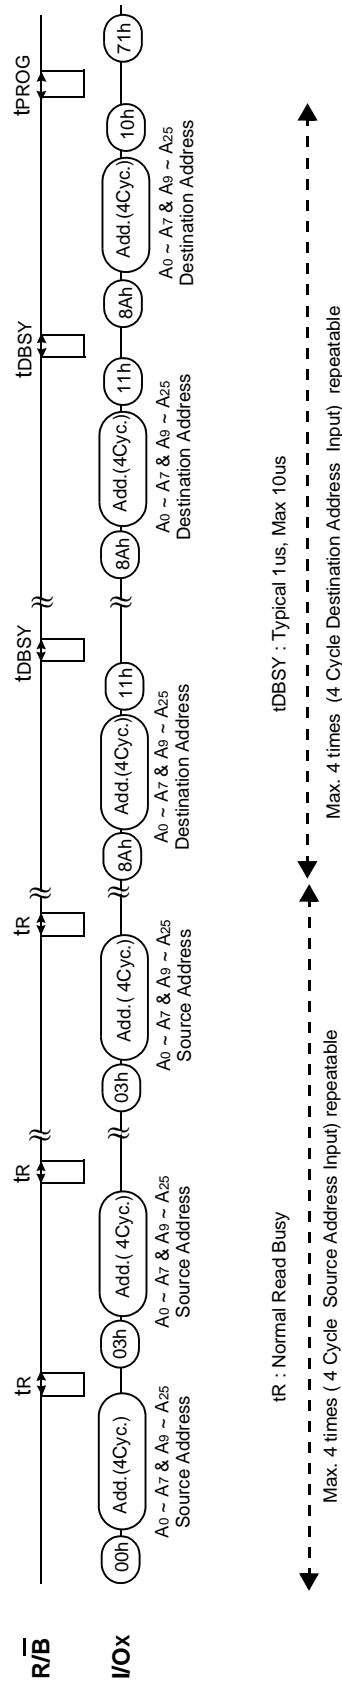 R/B
tR tR tR tDBSY tDBSY tPROG
I/Ox
00h Add.(4Cyc.) 03h Add.( 4Cyc.) 03h Add.( 4Cyc.) 8Ah Add.(4Cyc.) 11h 8Ah Add.(4Cyc.) 11h 8Ah Add.(4Cyc.) 10h 71h
A0 ~ A7 & A9 ~ A25
Source Address
A0 ~ A7 & A9 ~ A25
Source Address
A0 ~ A7 & A9 ~ A25
Source Address
A0 ~ A7 & A9 ~ A25
Destination Address
A0 ~ A7 & A9 ~ A25
Destination Address
A0 ~ A7 & A9 ~ A25
Destination Address
tR : Normal Read Busy
tDBSY : Typical 1us, Max 10us
Max. 4 times ( 4 Cycle Source Address Input) repeatable
Max. 4 times (4 Cycle Destination Address Input) repeatable